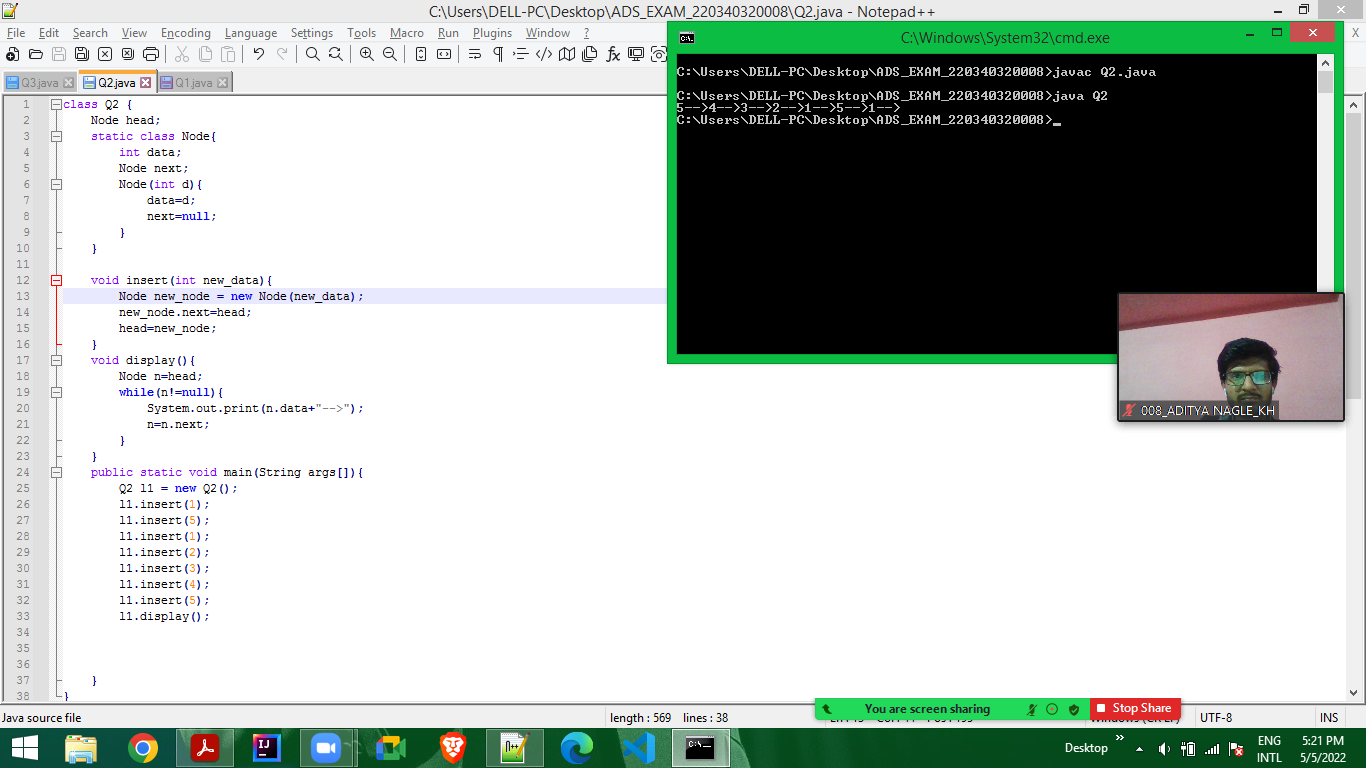 C:\Users\DELL-PC\Desktop\ADS_EXAM_220340320008\Q2.java - Notepad++
File Edit Search View Encoding Language Settings Tools Macro Run Plugins Window ?
X
Q3.java Q2.java Q1.java
1 class Q2 {
2 Node head;
3 static class Node{
4 int data;
5 Node next;
6 Node(int d){
7 data=d;
8 next=null;
9 }
10 }
11
12 void insert(int new_data){
13 Node new_node = new Node(new_data);
14 new_node.next=head;
15 head=new_node;
16 }
17 void display(){
18 Node n=head;
19 while(n!=null){
20 System.out.print(n.data+"-->");
21 n=n.next;
22 }
23 }
24 public static void main(String args[]){
25 Q2 l1 = new Q2();
26 l1.insert(1);
27 l1.insert(5);
28 l1.insert(1);
29 l1.insert(2);
30 l1.insert(3);
31 l1.insert(4);
32 l1.insert(5);
33 l1.display();
34
35
36
37 }
38 }
C:\Windows\System32\cmd.exe
C:\Users\DELL-PC\Desktop\ADS_EXAM_220340320008>javac Q2.java
C:\Users\DELL-PC\Desktop\ADS_EXAM_220340320008>java Q2
5-->4-->3-->2-->1-->5-->1-->
C:\Users\DELL-PC\Desktop\ADS_EXAM_220340320008>_
008_ADITYA NAGLE_KH
You are screen sharing Stop Share
Java source file length : 569 lines : 38 UTF-8 INS
Desktop ENG 5:21 PM
INTL 5/5/2022